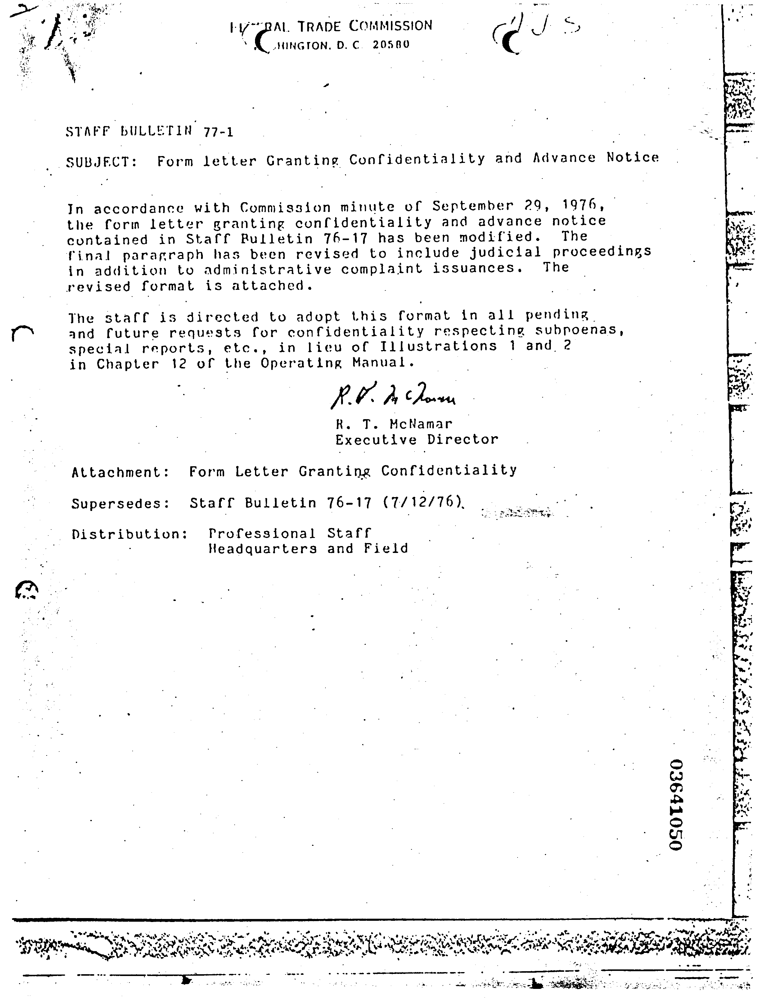 TRADE COMMISSION
D. C 20580
STAFF BULLETIN 77-1
SUBJECT: Form letter Granting Confidentiality and Advance Notice
In accordance with Commission minute of September 29, 1976,
the form letter granting confidentiality and advance notice
contained in Staff Bulletin 76-17 has been modified. The
final paragraph has been revised to include judicial proceedings
in addition to administrative complaint issuances. The
revised format is attached.
The staff is directed to adopt this format in all pending
and future requests for confidentiality respecting subpoenas,
special reports, etc., in lieu of Illustrations 1 and 2
in Chapter 12 of the Operating Manual.
R. T. McNamar
Executive Director
Attachment: Form Letter Granting Confidentiality
Supersedes: Staff Bulletin 76-17 (7/12/76)
Distribution: Professional Staff
Headquarters and Field
03641050